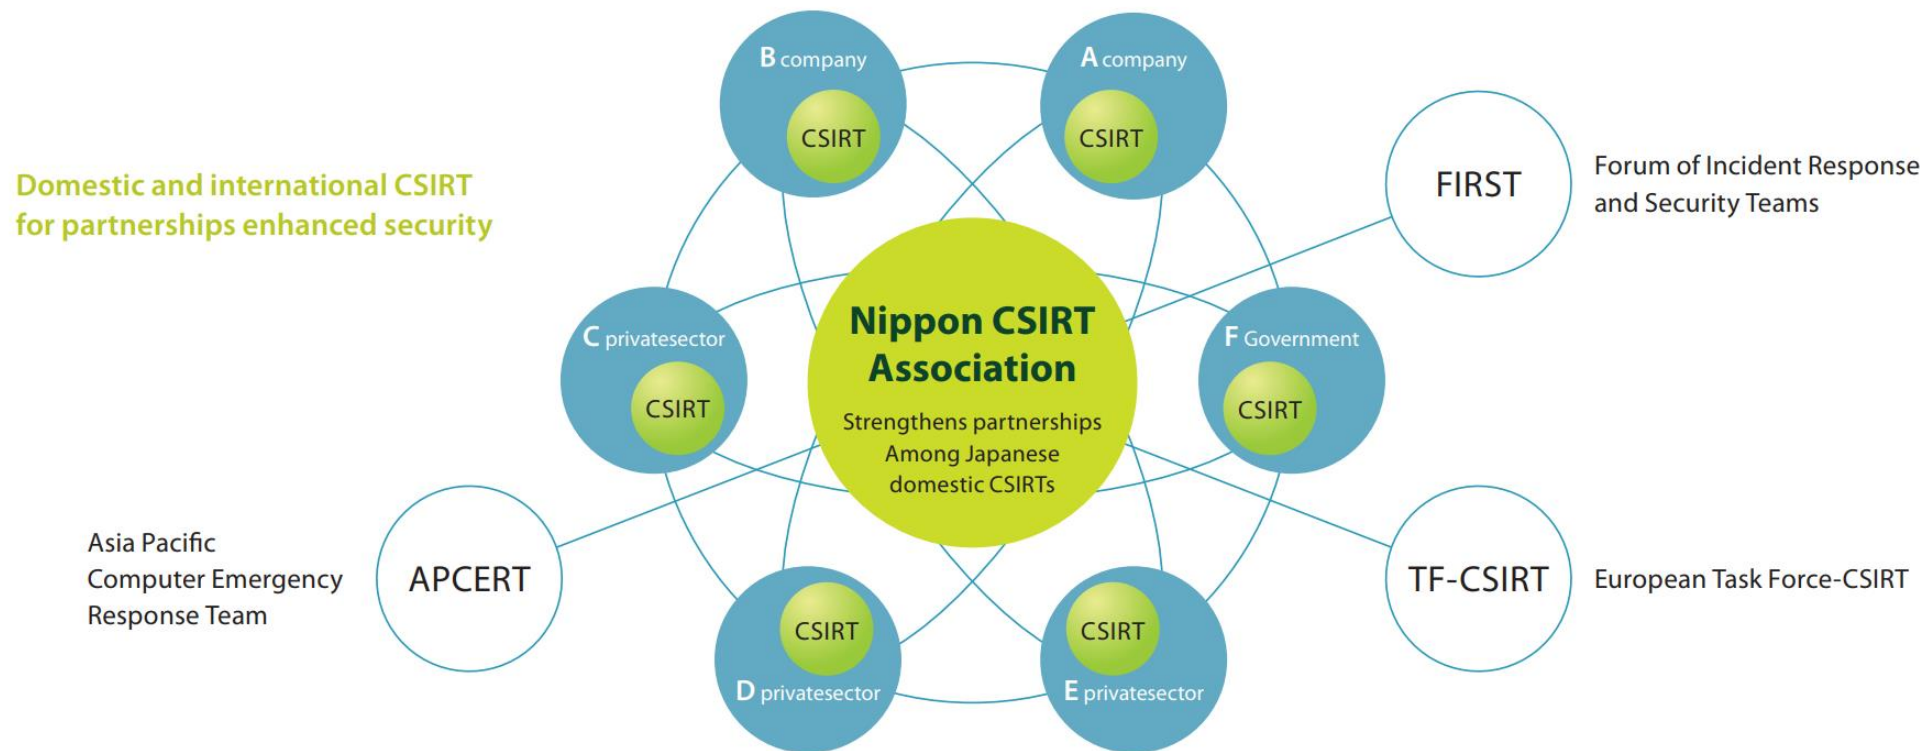 B company
CSIRT
A company
CSIRT
Domestic and international CSIRT
for partnerships enhanced security
FIRST
Forum of Incident Response
and Security Teams
C privatesector
CSIRT
Nippon CSIRT
Association
Strengthens partnerships
Among Japanese
domestic CSIRTs
F Government
CSIRT
Asia Pacific
Computer Emergency
Response Team
APCERT
TF-CSIRT
European Task Force-CSIRT
CSIRT
D privatesector
CSIRT
E privatesector